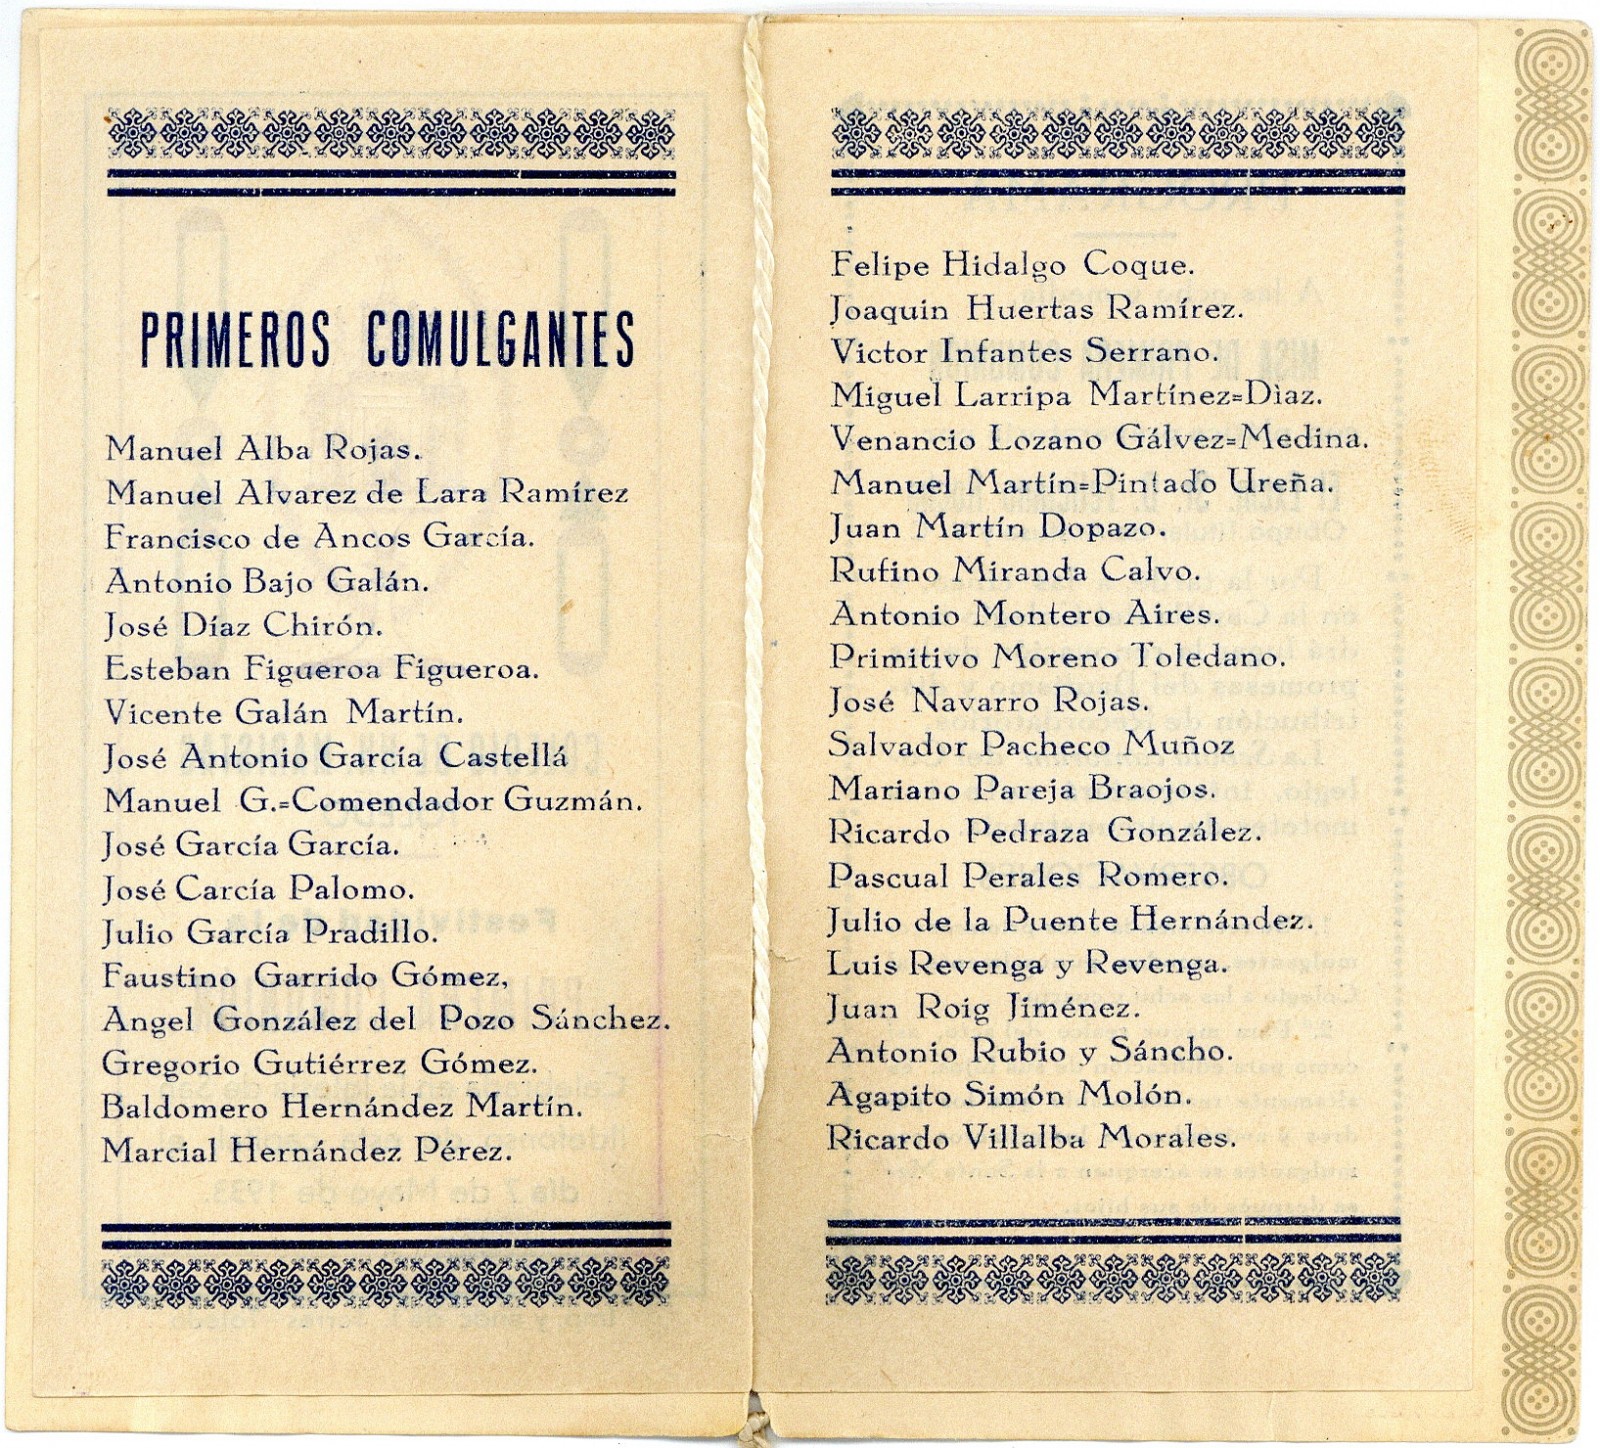 PRIMEROS COMULGANTES
Manuel Alba Rojas.
Manuel Alvarez de Lara Ramírez
Francisco de Ancos García.
Antonio Bajo Galán.
José Díaz Chirón.
Esteban Figueroa Figueroa.
Vicente Galán Martín.
José Antonio García Castellá
Manuel G.=Comendador Guzmán.
José García García.
José Carcía Palomo.
Julio García Pradillo.
Faustino Garrido Gómez,
Angel González del Pozo Sánchez.
Gregorio Gutiérrez Gómez.
Baldomero Hernández Martín.
Marcial Hernández Pérez.
Felipe Hidalgo Coque.
Joaquin Huertas Ramírez.
Victor Infantes Serrano.
Miguel Larripa Martínez=Dìaz.
Venancio Lozano Gálvez=Medina.
Manuel Martín=Pintado Ureña.
Juan Martín Dopazo.
Rufino Miranda Calvo.
Antonio Montero Aires.
Primitivo Moreno Toledano.
José Navarro Rojas.
Salvador Pacheco Muñoz
Mariano Pareja Braojos.
Ricardo Pedraza González.
Pascual Perales Romero.
Julio de la Puente Hernández.
Luis Revenga y Revenga.
Juan Roig Jiménez.
Antonio Rubio y Sáncho.
Agapito Simón Molón.
Ricardo Villalba Morales.